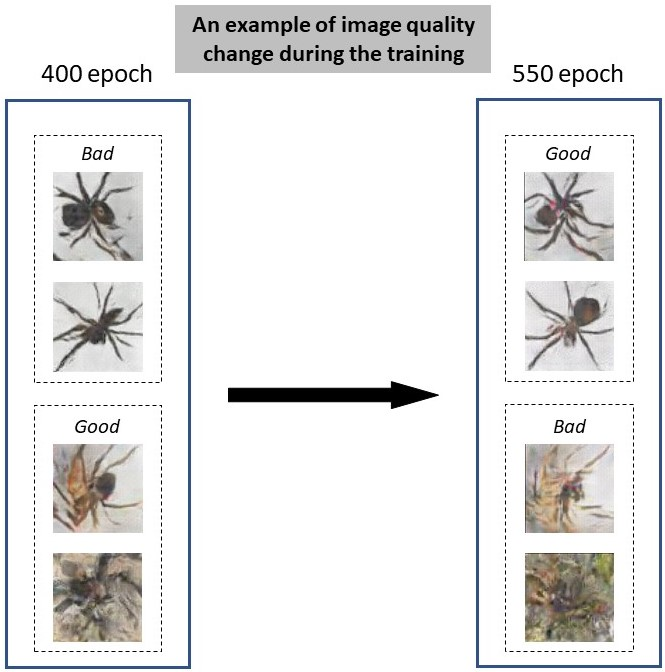 An example of image quality
change during the training
400 epoch
550 epoch
Bad
Good
Good
Bad